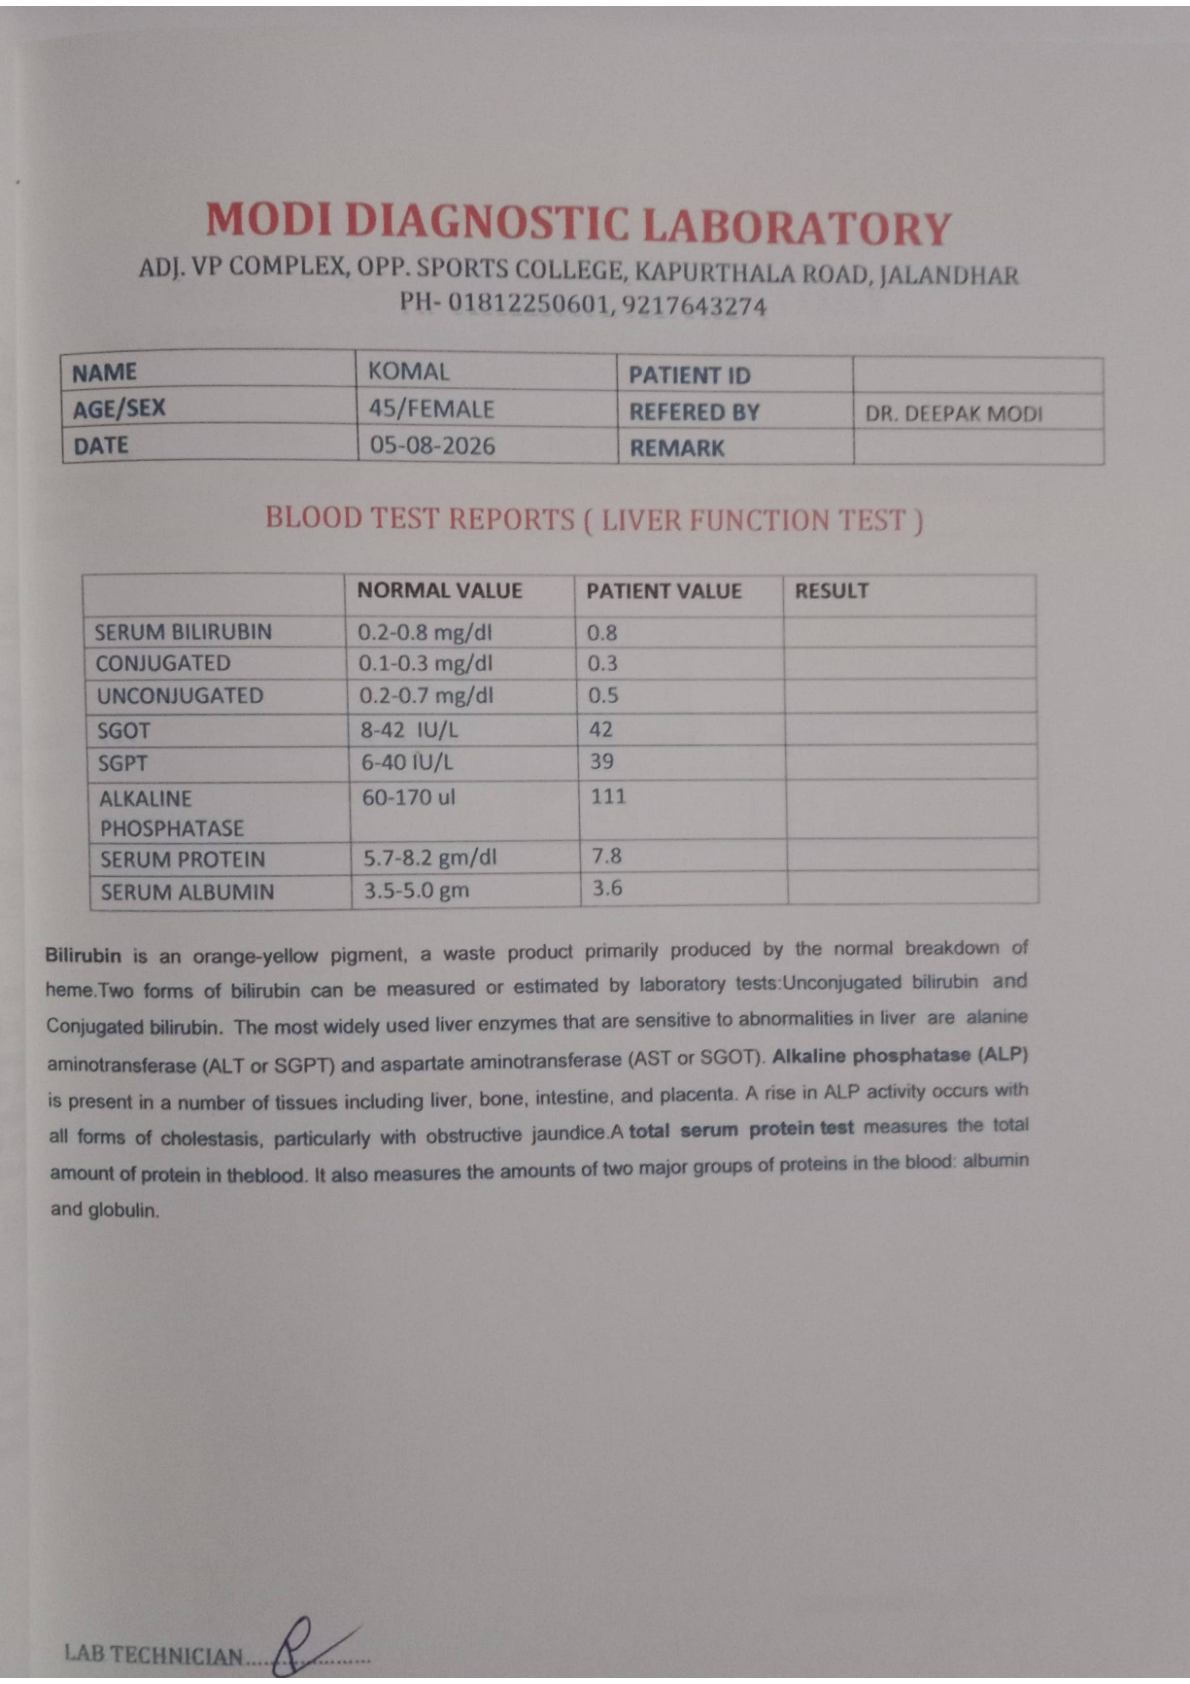 MODI DIAGNOSTIC LABORATORY
ADJ. VP COMPLEX, OPP. SPORTS COLLEGE, KAPURTHALA ROAD, JALANDHAR
PH- 01812250601, 9217643274
NAME KOMAL PATIENT ID
AGE/SEX 45/FEMALE REFERED BY DR. DEEPAK MODI
DATE 05-08-2026 REMARK
BLOOD TEST REPORTS ( LIVER FUNCTION TEST )
NORMAL VALUE PATIENT VALUE RESULT
SERUM BILIRUBIN 0.2-0.8 mg/dl 0.8
CONJUGATED 0.1-0.3 mg/dl 0.3
UNCONJUGATED 0.2-0.7 mg/dl 0.5
SGOT 8-42 IU/L 42
SGPT 6-40 IU/L 39
ALKALINE 60-170 ul 111
PHOSPHATASE
SERUM PROTEIN 5.7-8.2 gm/dl 7.8
SERUM ALBUMIN 3.5-5.0 gm 3.6
Bilirubin is an orange-yellow pigment, a waste product primarily produced by the normal breakdown of
heme.Two forms of bilirubin can be measured or estimated by laboratory tests:Unconjugated bilirubin and
Conjugated bilirubin. The most widely used liver enzymes that are sensitive to abnormalities in liver are alanine
aminotransferase (ALT or SGPT) and aspartate aminotransferase (AST or SGOT). Alkaline phosphatase (ALP)
is present in a number of tissues including liver, bone, intestine, and placenta. A rise in ALP activity occurs with
all forms of cholestasis, particularly with obstructive jaundice.A total serum protein test measures the total
amount of protein in theblood. It also measures the amounts of two major groups of proteins in the blood: albumin
and globulin.
LAB TECHNICIAN......................